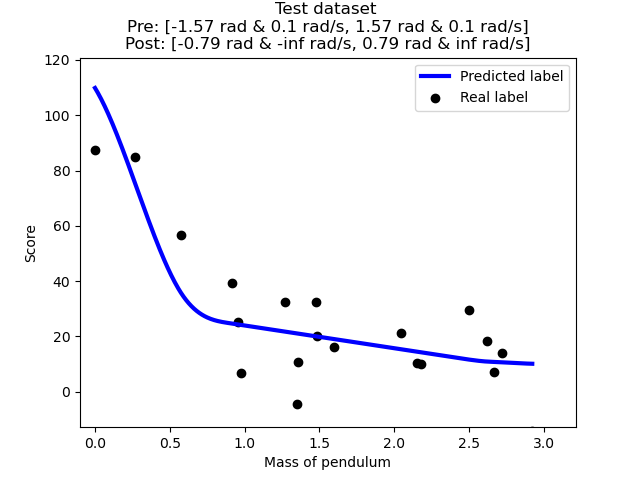 Test dataset
Pre: [-1.57 rad & 0.1 rad/s, 1.57 rad & 0.1 rad/s]
Post: [-0.79 rad & -inf rad/s, 0.79 rad & inf rad/s]
Predicted label
Real label
120
100
80
60
40
20
0
Score
0.0 0.5 1.0 1.5 2.0 2.5 3.0
Mass of pendulum